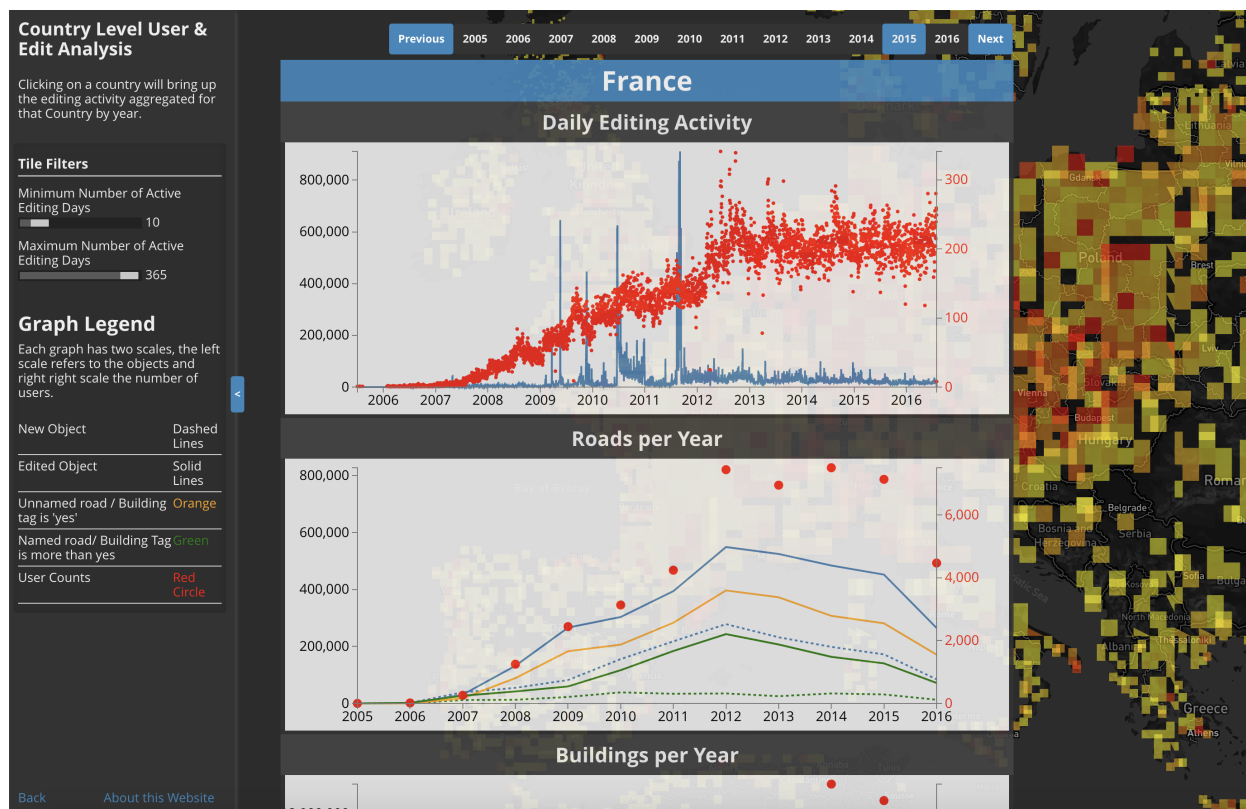 Country Level User &
Edit Analysis
Clicking on a country will bring up
the editing activity aggregated for
that Country by year.
Tile Filters
Minimum Number of Active
Editing Days
10
Maximum Number of Active
Editing Days
365
Graph Legend
Each graph has two scales, the left
scale refers to the objects and
right right scale the number of
users.
New Object Dashed
Lines
Edited Object Solid
Lines
Unnamed road / Building Orange
tag is 'yes'
Named road/ Building Tag Green
is more than yes
User Counts Red
Circle
Back About this Website
<
Previous 2005 2006 2007 2008 2009 2010 2011 2012 2013 2014 2015 2016 Next
France
Daily Editing Activity
800,000 300
600,000
200
400,000
100
200,000
0 0
2006 2007 2008 2009 2010 2011 2012 2013 2014 2015 2016
Roads per Year
800,000
6,000
600,000
4,000
400,000
2,000
200,000
0 0
2005 2006 2007 2008 2009 2010 2011 2012 2013 2014 2015 2016
Buildings per Year
Latvia
Lithuania
Vilni
Gdansk
Poland
Brest
Lviv
Slovakia
Vienna
Budapest
Hungary
Croatia
Roman
Belgrade
Bosnia and
Herzegovina
Serbia
Sofia
Kosovo
Bulga
North Macedonia
Albania
Thessaloniki
Greece
Athens